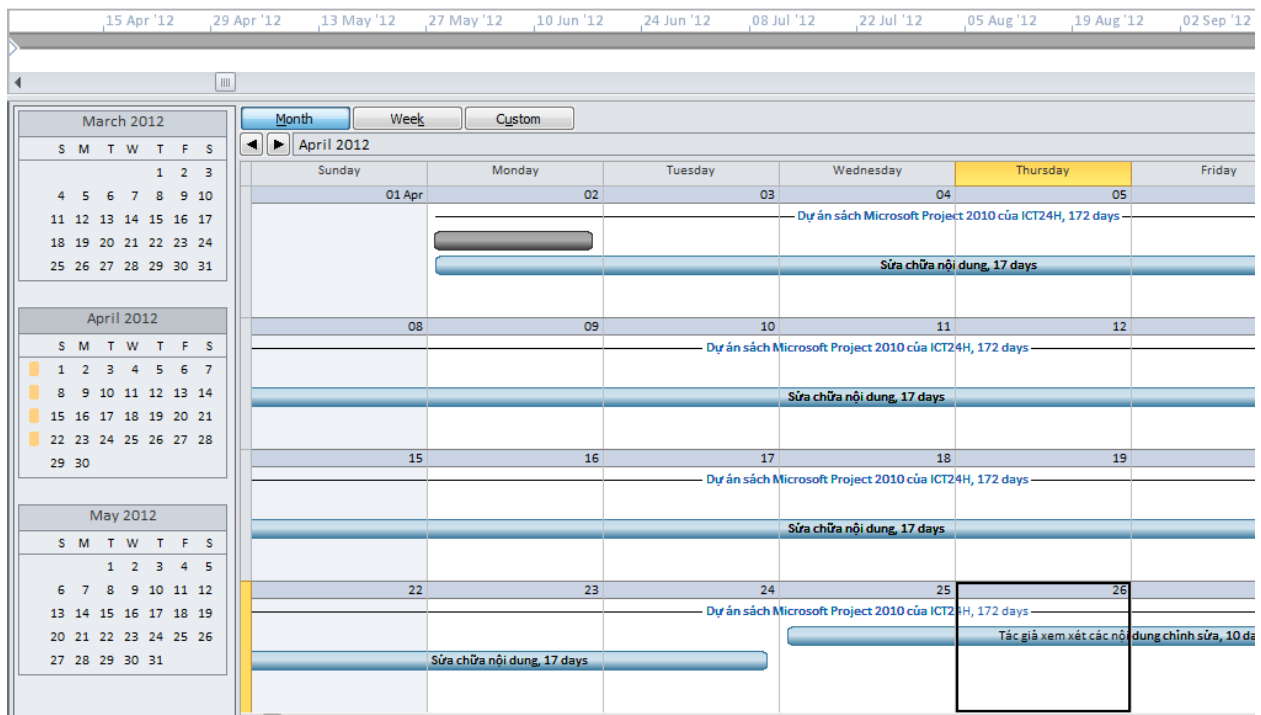 15 Apr '12 29 Apr '12 13 May '12 27 May '12 10 Jun '12 24 Jun '12 08 Jul '12 22 Jul '12 05 Aug '12 19 Aug '12 02 Sep '12
March 2012
S M T W T F S
1 2 3
4 5 6 7 8 9 10
11 12 13 14 15 16 17
18 19 20 21 22 23 24
25 26 27 28 29 30 31
April 2012
S M T W T F S
1 2 3 4 5 6 7
8 9 10 11 12 13 14
15 16 17 18 19 20 21
22 23 24 25 26 27 28
29 30
May 2012
S M T W T F S
1 2 3 4 5
6 7 8 9 10 11 12
13 14 15 16 17 18 19
20 21 22 23 24 25 26
27 28 29 30 31
Month Week Custom
April 2012
Sunday Monday Tuesday Wednesday Thursday Friday
01 Apr 02 03 04 05
Dự án sách Microsoft Project 2010 của ICT24H, 172 days
Sửa chữa nội dung, 17 days
08 09 10 11 12
Dự án sách Microsoft Project 2010 của ICT24H, 172 days
Sửa chữa nội dung, 17 days
15 16 17 18 19
Dự án sách Microsoft Project 2010 của ICT24H, 172 days
Sửa chữa nội dung, 17 days
22 23 24 25 26
Dự án sách Microsoft Project 2010 của ICT24H, 172 days
Tác giả xem xét các nội dung chỉnh sửa, 10 da
Sửa chữa nội dung, 17 days